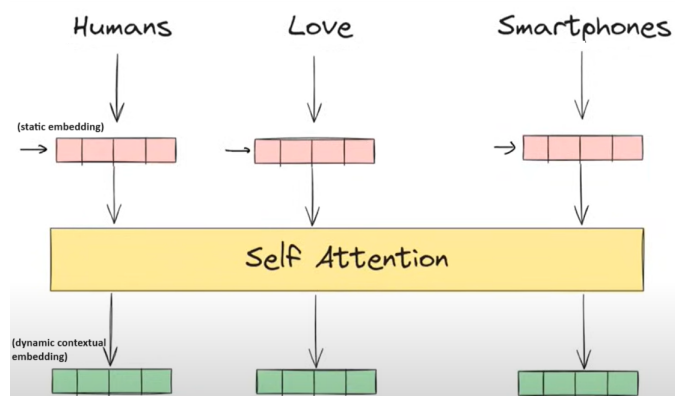 Humans Love Smartphones
(static embedding)
Self Attention
(dynamic contextual
embedding)